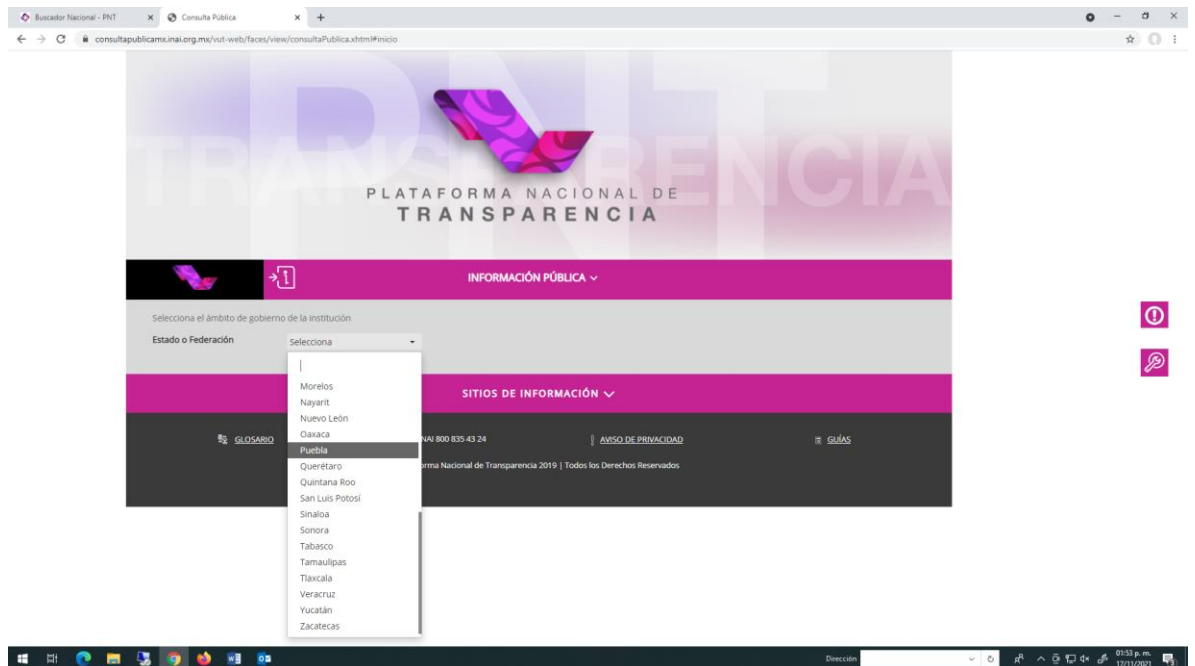 Buscador Nacional - PNT
Consulta Pública
consultapublicamx.inai.org.mx/vut-web/faces/view/consultaPublica.xhtml#inicio
PNT
TRANSPARENCIA
PLATAFORMA NACIONAL DE
TRANSPARENCIA
INFORMACIÓN PÚBLICA
Selecciona el ámbito de gobierno de la institución
Estado o Federación
Selecciona
Morelos
Nayarit
Nuevo León
Oaxaca
Puebla
Querétaro
Quintana Roo
San Luis Potosí
Sinaloa
Sonora
Tabasco
Tamaulipas
Tlaxcala
Veracruz
Yucatán
Zacatecas
SITIOS DE INFORMACIÓN
GLOSARIO
NAI 800 835 43 24
AVISO DE PRIVACIDAD
GUÍAS
orma Nacional de Transparencia 2019 | Todos los Derechos Reservados
Dirección
01:53 p. m.
17/11/2021